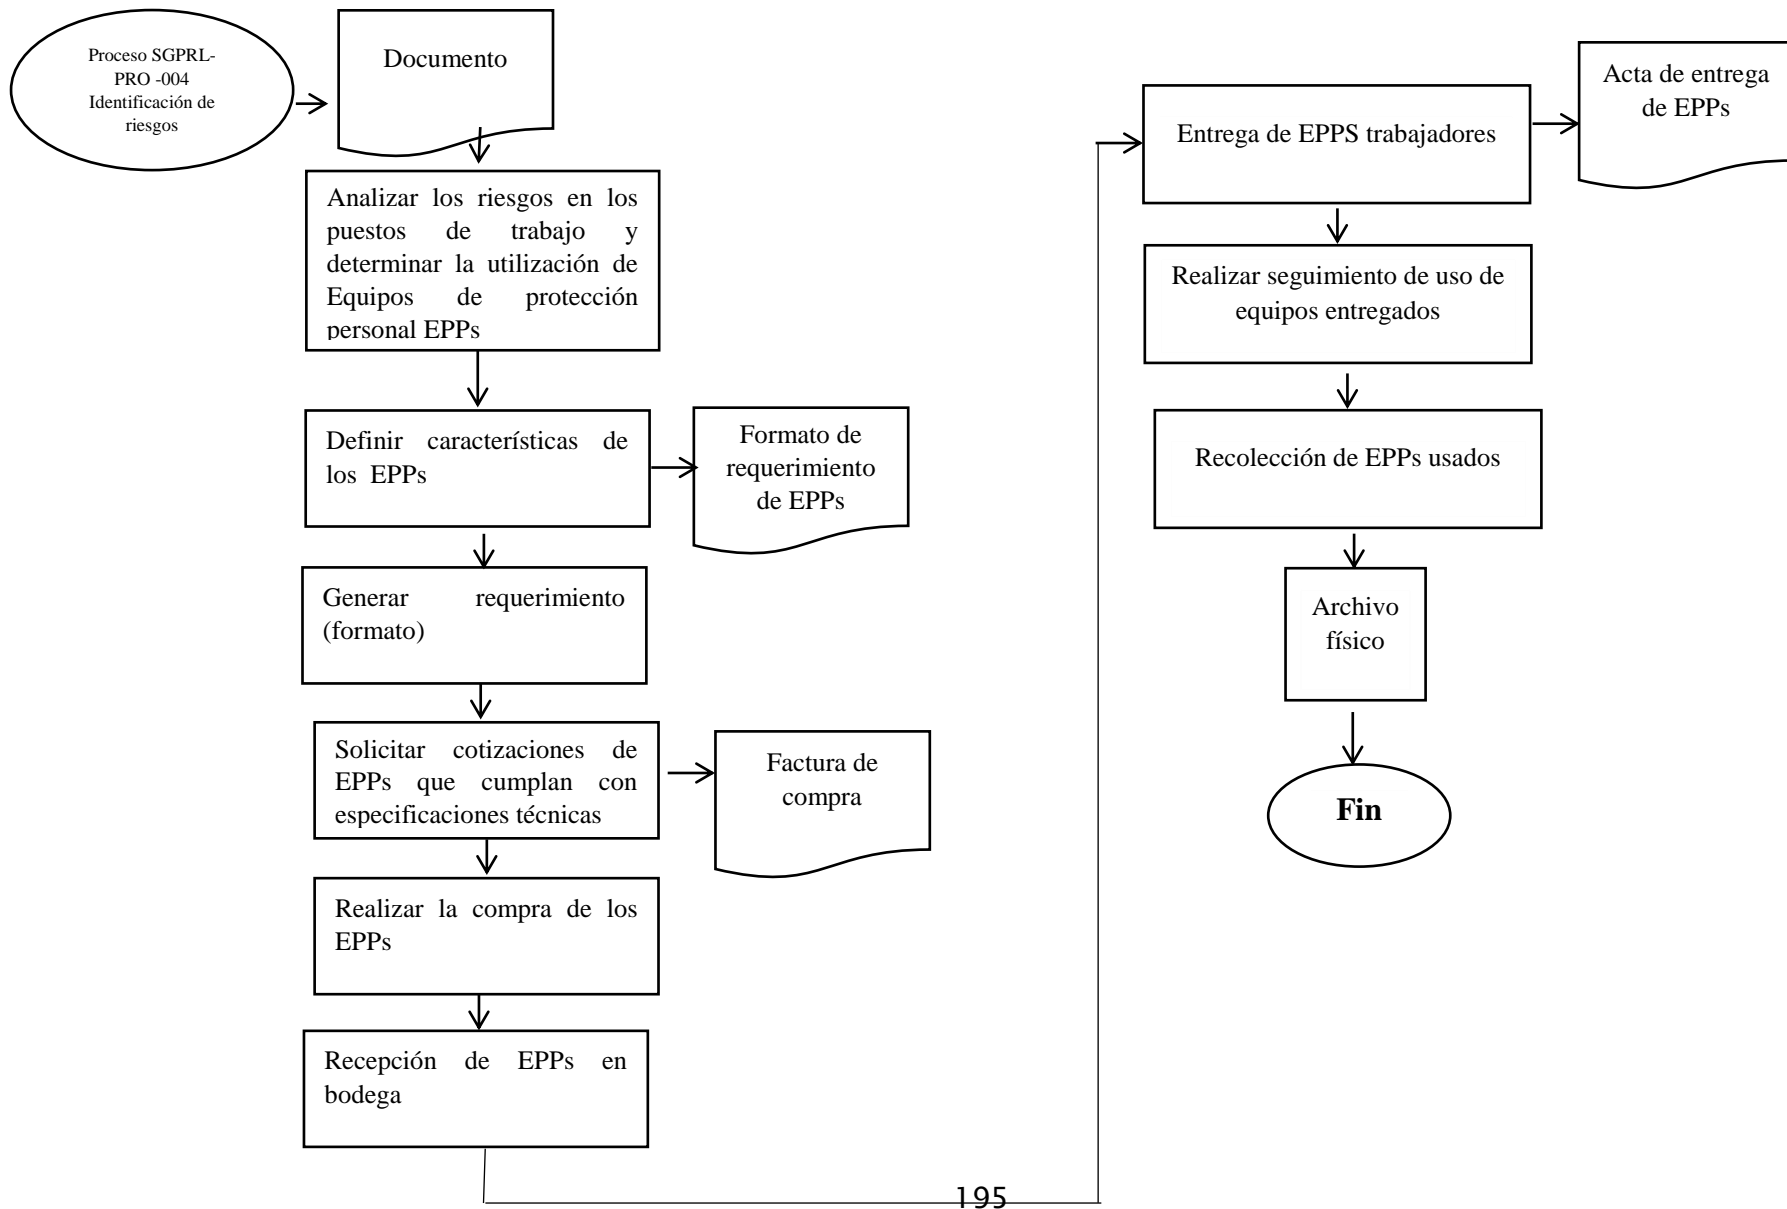 Proceso SGPRL-
PRO -004
Identificación de
riesgos
Documento
Analizar los riesgos en los
puestos de trabajo y
determinar la utilización de
Equipos de protección
personal EPPs
Definir características de
los EPPs
Formato de
requerimiento
de EPPs
Generar requerimiento
(formato)
Solicitar cotizaciones de
EPPs que cumplan con
especificaciones técnicas
Factura de
compra
Realizar la compra de los
EPPs
Recepción de EPPs en
bodega
Entrega de EPPS trabajadores
Acta de entrega
de EPPs
Realizar seguimiento de uso de
equipos entregados
Recolección de EPPs usados
Archivo
físico
Fin
195